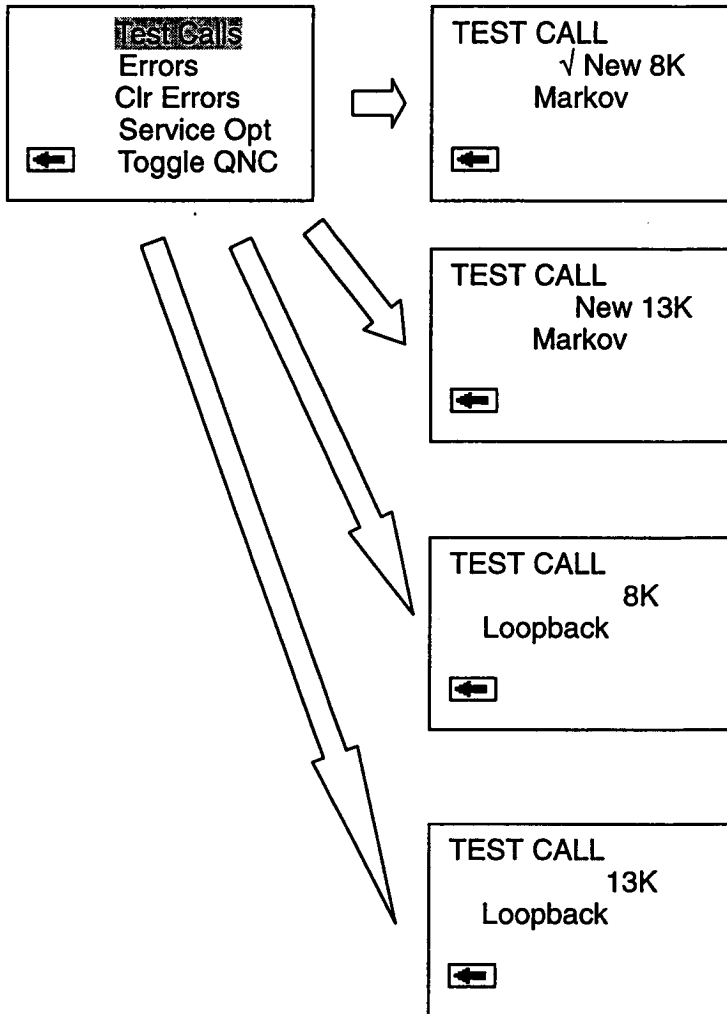 Test Calls
Errors
Clr Errors
Service Opt
Toggle QNC
TEST CALL
√ New 8K
Markov
TEST CALL
New 13K
Markov
TEST CALL
8K
Loopback
TEST CALL
13K
Loopback